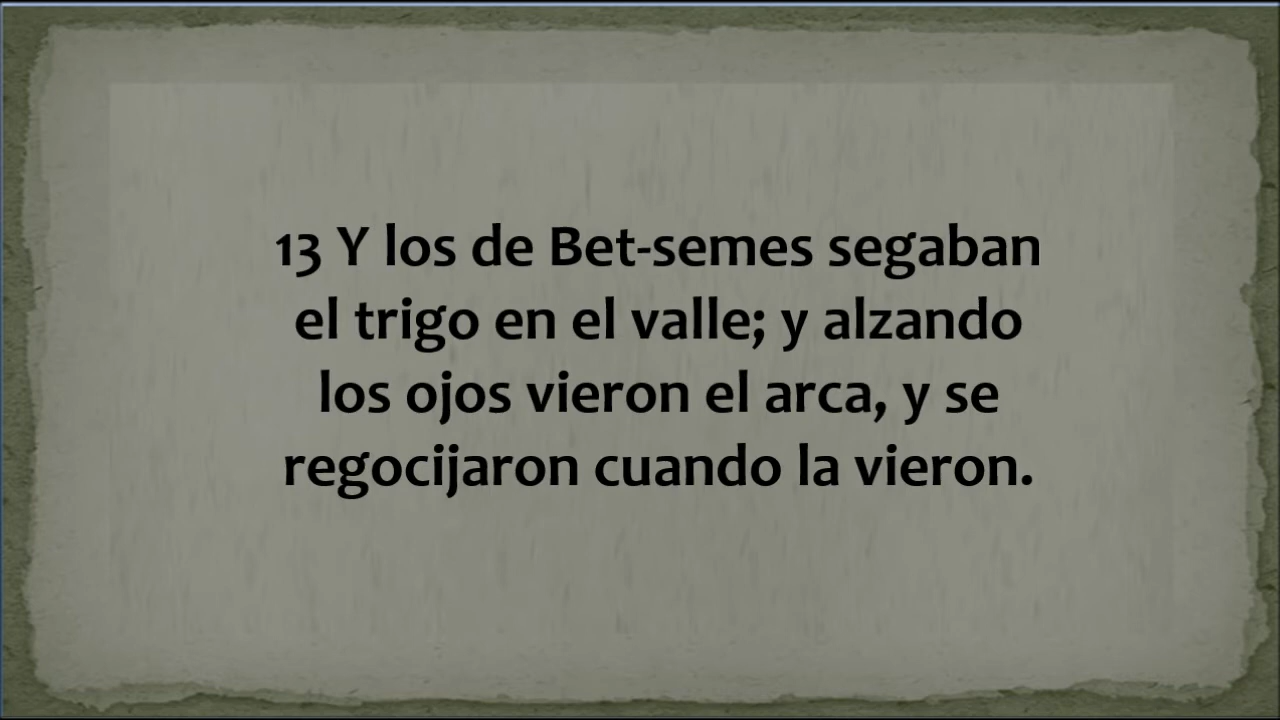 13 Y los de Bet-semes segaban
el trigo en el valle; y alzando
los ojos vieron el arca, y se
regocijaron cuando la vieron.